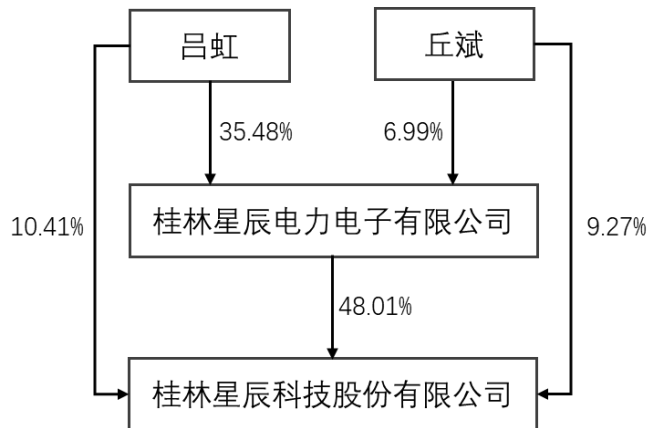 吕虹
丘斌
35.48%
6.99%
10.41%
桂林星辰电力电子有限公司
9.27%
48.01%
桂林星辰科技股份有限公司